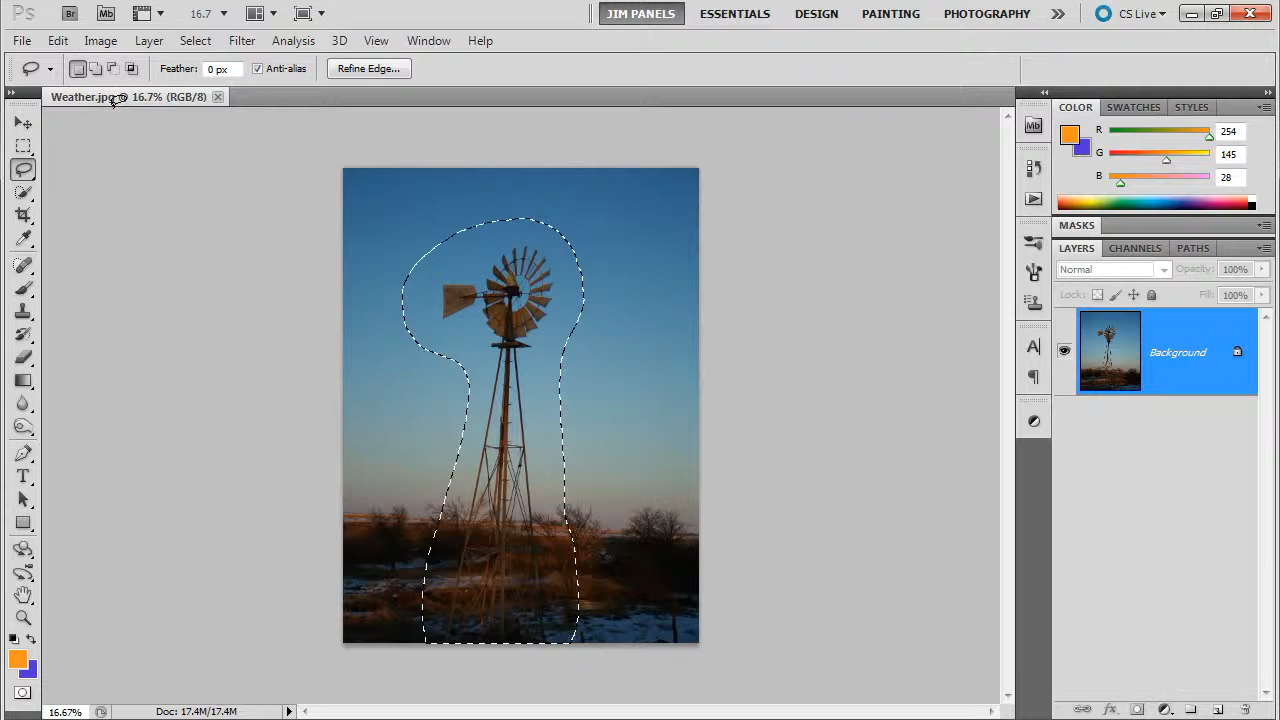 Ps Br Mb 16.7 JIM PANELS ESSENTIALS DESIGN PAINTING PHOTOGRAPHY CS Live
File Edit Image Layer Select Filter Analysis 3D View Window Help
Feather: 0 px Anti-alias Refine Edge...
Weather.jpg @ 16.7% (RGB/8)
COLOR SWATCHES STYLES
Mb
R 254
G 145
B 28
MASKS
LAYERS CHANNELS PATHS
Normal Opacity: 100%
Lock: Fill: 100%
Background
16.67% Doc: 17.4M/17.4M